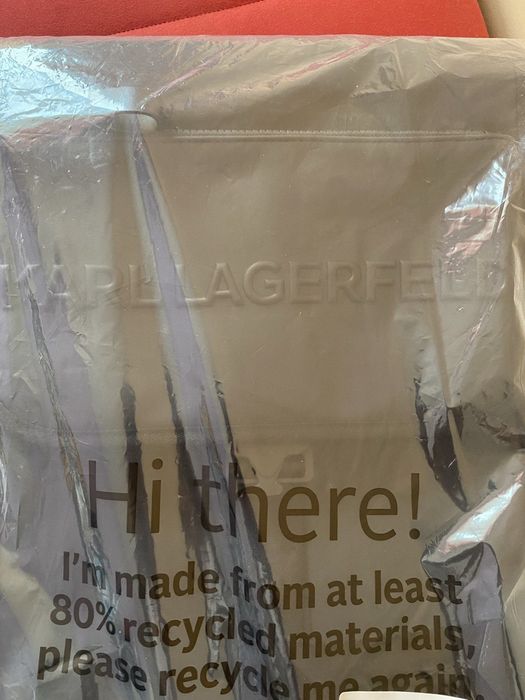 KARL LAGERFELD
Hi there!
I'm made from at least
80% recycled materials,
please recycle me again